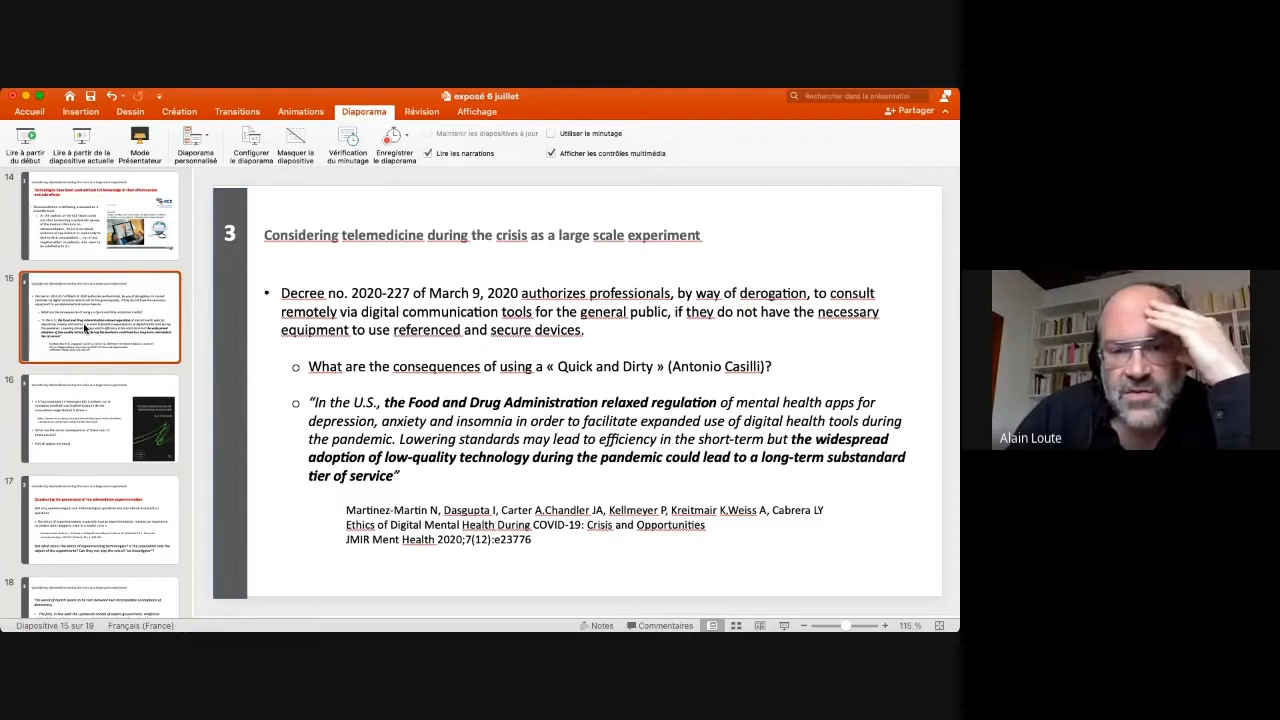 exposé 6 juillet
Rechercher dans la présentation
Accueil Insertion Dessin Création Transitions Animations Diaporama Révision Affichage
Partager
Lire à partir du début
Lire à partir de la diapositive actuelle
Mode Présentateur
Diaporama personnalisé
Configurer le diaporama
Masquer la diapositive
Vérification du minutage
Enregistrer le diaporama
Maintenir les diapositives à jour
Utiliser le minutage
Lire les narrations
Afficher les contrôles multimédia
14
15
16
17
18
3
Considering telemedicine during the crisis as a large scale experiment
• Decree no. 2020-227 of March 9, 2020 authorizes professionals, by way of derogation, to consult
remotely via digital communication tools for the general public, if they do not have the necessary
equipment to use referenced and secure devices.
o What are the consequences of using a « Quick and Dirty » (Antonio Casilli)?
o "In the U.S., the Food and Drug Administration relaxed regulation of mental health apps for
depression, anxiety and insomnia in order to facilitate expanded use of digital health tools during
the pandemic. Lowering standards may lead to efficiency in the short-term but the widespread
adoption of low-quality technology during the pandemic could lead to a long-term substandard
tier of service"
Martinez-Martin N, Dasgupta I, Carter A,Chandler JA, Kellmeyer P, Kreitmair K,Weiss A, Cabrera LY
Ethics of Digital Mental Health During COVID-19: Crisis and Opportunities
JMIR Ment Health 2020;7(12):e23776
Alain Loute
Diapositive 15 sur 19 Français (France)
Notes Commentaires 115 %